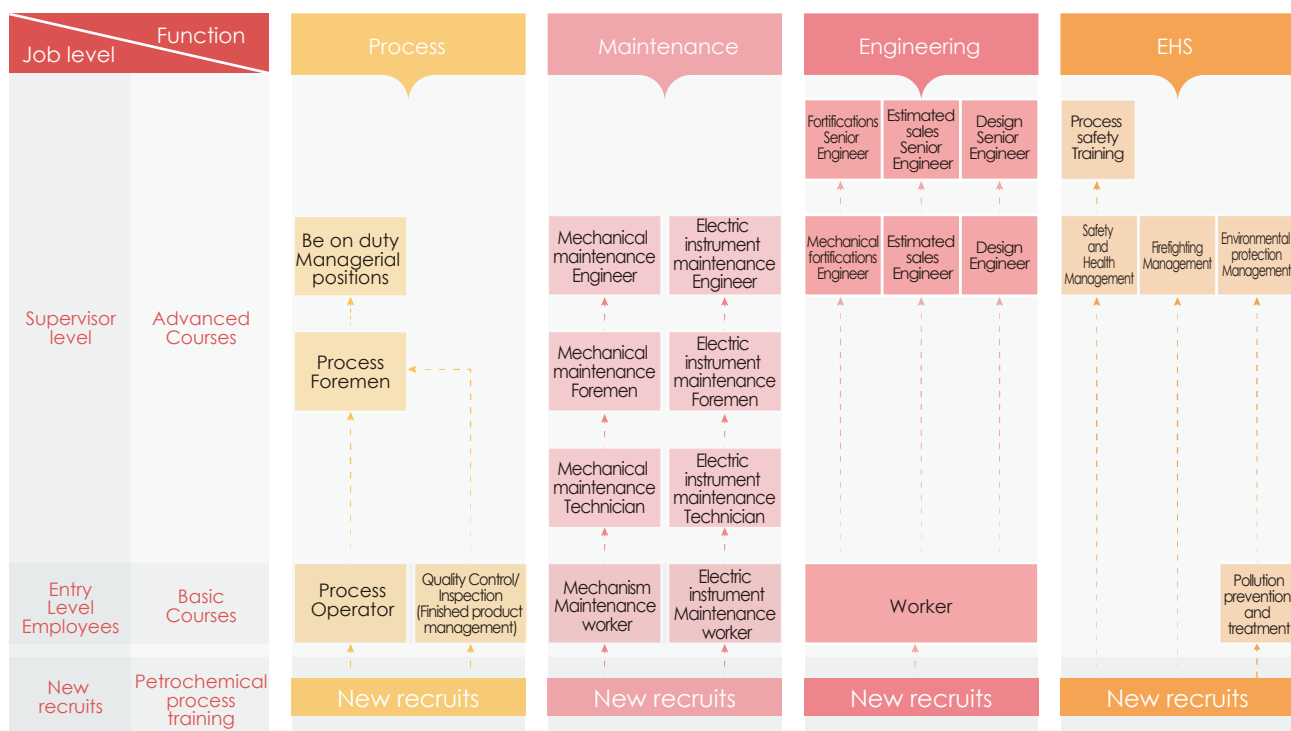 Function
Job level
Process
Maintenance
Engineering
EHS
Fortifications
Senior
Engineer
Estimated
sales
Senior
Engineer
Design
Senior
Engineer
Process
safety
Training
Be on duty
Managerial
positions
Mechanical
maintenance
Engineer
Electric
instrument
maintenance
Engineer
Mechanical
fortifications
Engineer
Estimated
sales
Engineer
Design
Engineer
Safety
and
Health
Management
Firefighting
Management
Environmental
protection
Management
Supervisor
level
Advanced
Courses
Process
Foremen
Mechanical
maintenance
Foremen
Electric
instrument
maintenance
Foremen
Mechanical
maintenance
Technician
Electric
instrument
maintenance
Technician
Entry
Level
Employees
Basic
Courses
Process
Operator
Quality Control/
Inspection
(Finished product
management)
Mechanism
Maintenance
worker
Electric
instrument
Maintenance
worker
Worker
Pollution
prevention
and
treatment
New
recruits
Petrochemical
process
training
New recruits
New recruits
New recruits
New recruits